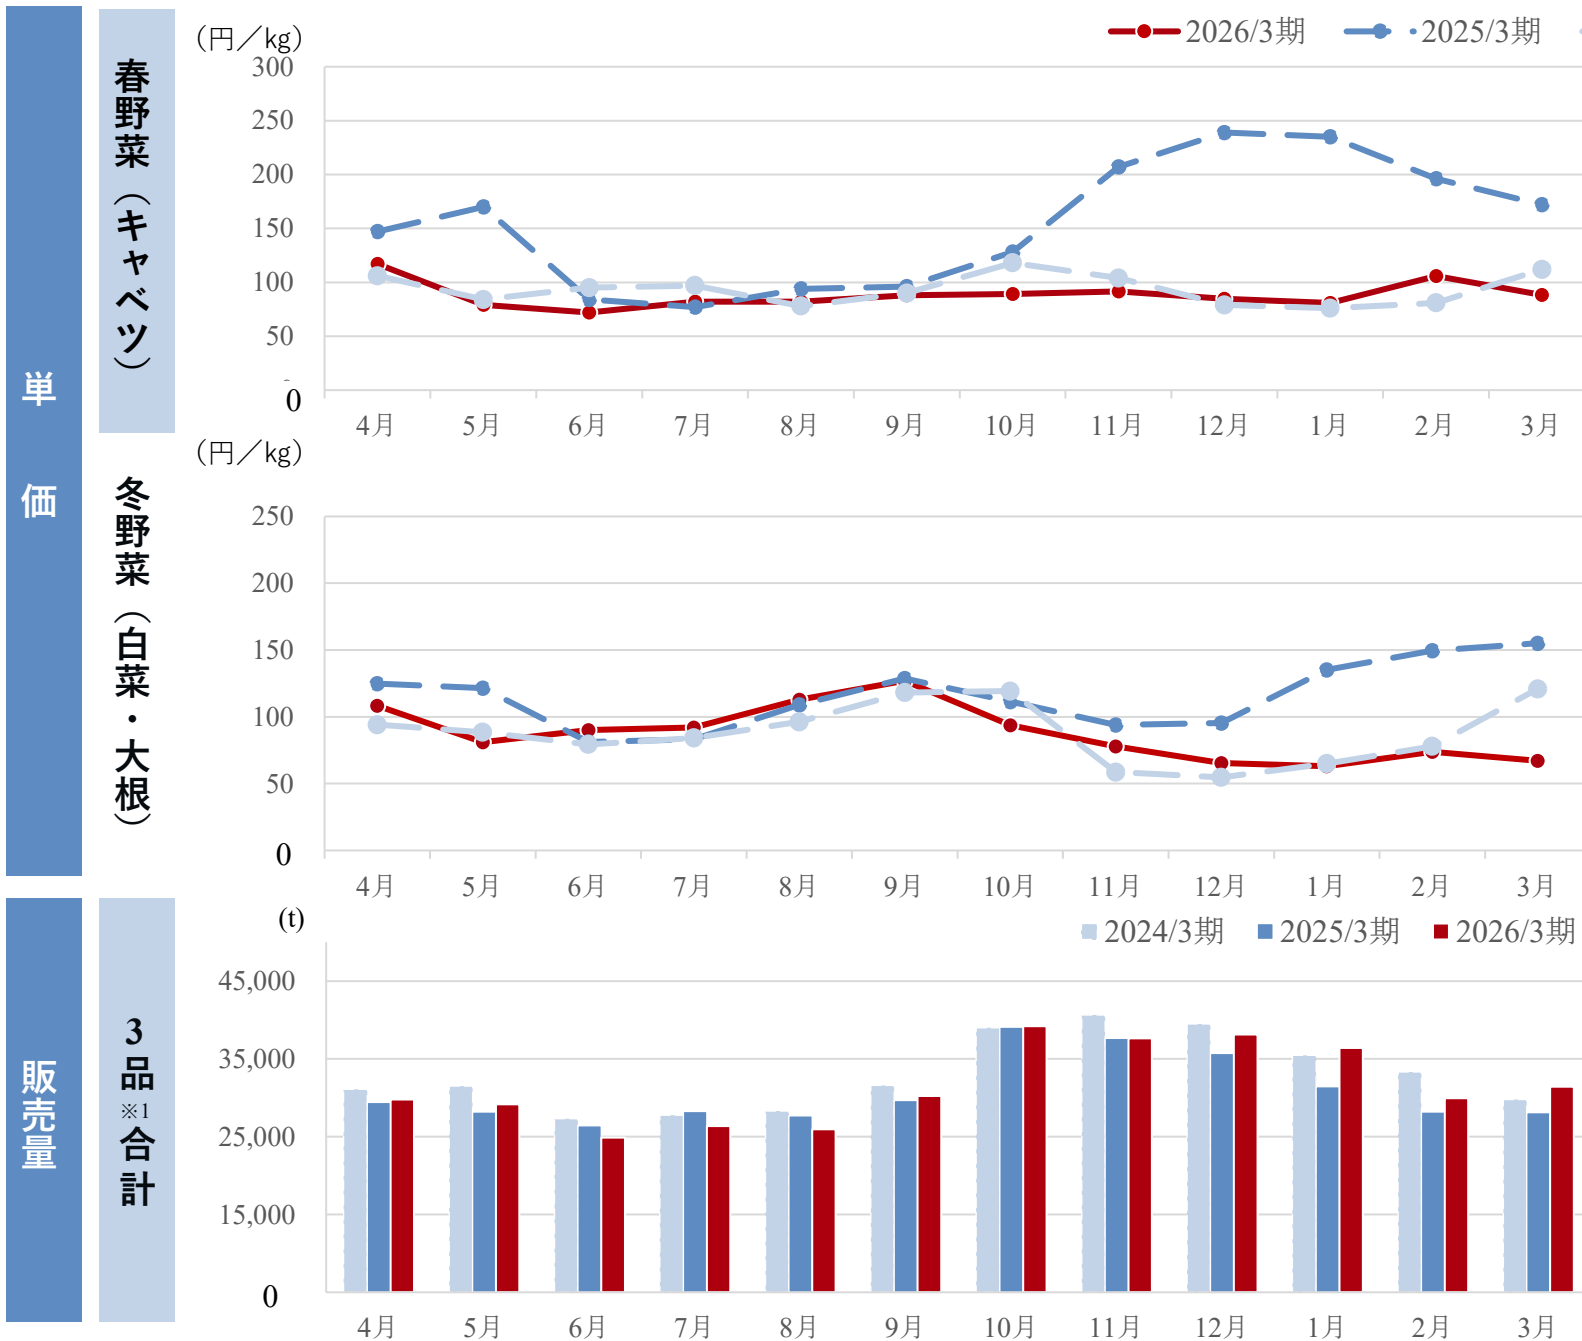 単価
春野菜（キャベツ）
（円／kg）
2026/3期 2025/3期
300
250
200
150
100
50
0
4月 5月 6月 7月 8月 9月 10月 11月 12月 1月 2月 3月
冬野菜（白菜・大根）
（円／kg）
250
200
150
100
50
0
4月 5月 6月 7月 8月 9月 10月 11月 12月 1月 2月 3月
販売量
3品※1合計
(t)
2024/3期 2025/3期 2026/3期
45,000
35,000
25,000
15,000
0
4月 5月 6月 7月 8月 9月 10月 11月 12月 1月 2月 3月